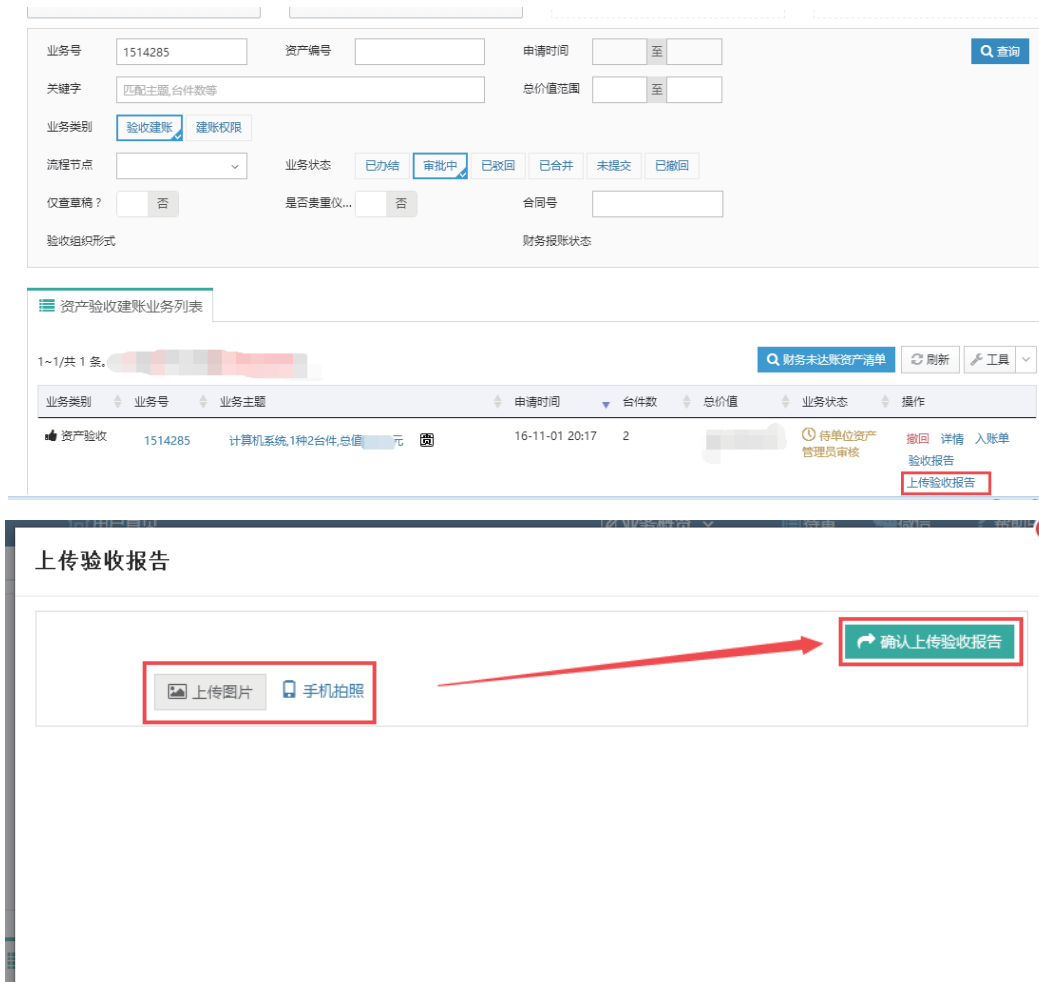 业务号 1514285 资产编号 申请时间 至 查询
关键字 匹配主题,台件数等 总价值范围 至
业务类别 验收建账 建账权限
流程节点 业务状态 已办结 审批中 已驳回 已合并 未提交 已撤回
仅查草稿？ 否 是否贵重仪... 否 合同号
验收组织形式 财务报账状态
资产验收建账业务列表
1~1/共 1 条。 财务未达账资产清单 刷新 工具
业务类别 业务号 业务主题 申请时间 台件数 总价值 业务状态 操作
资产验收 1514285 计算机系统,1种2台件,总值 元 贵 16-11-01 20:17 2 待单位资产 撤回 详情 入账单
管理员审核 验收报告
上传验收报告
上传验收报告
确认上传验收报告
上传图片 手机拍照